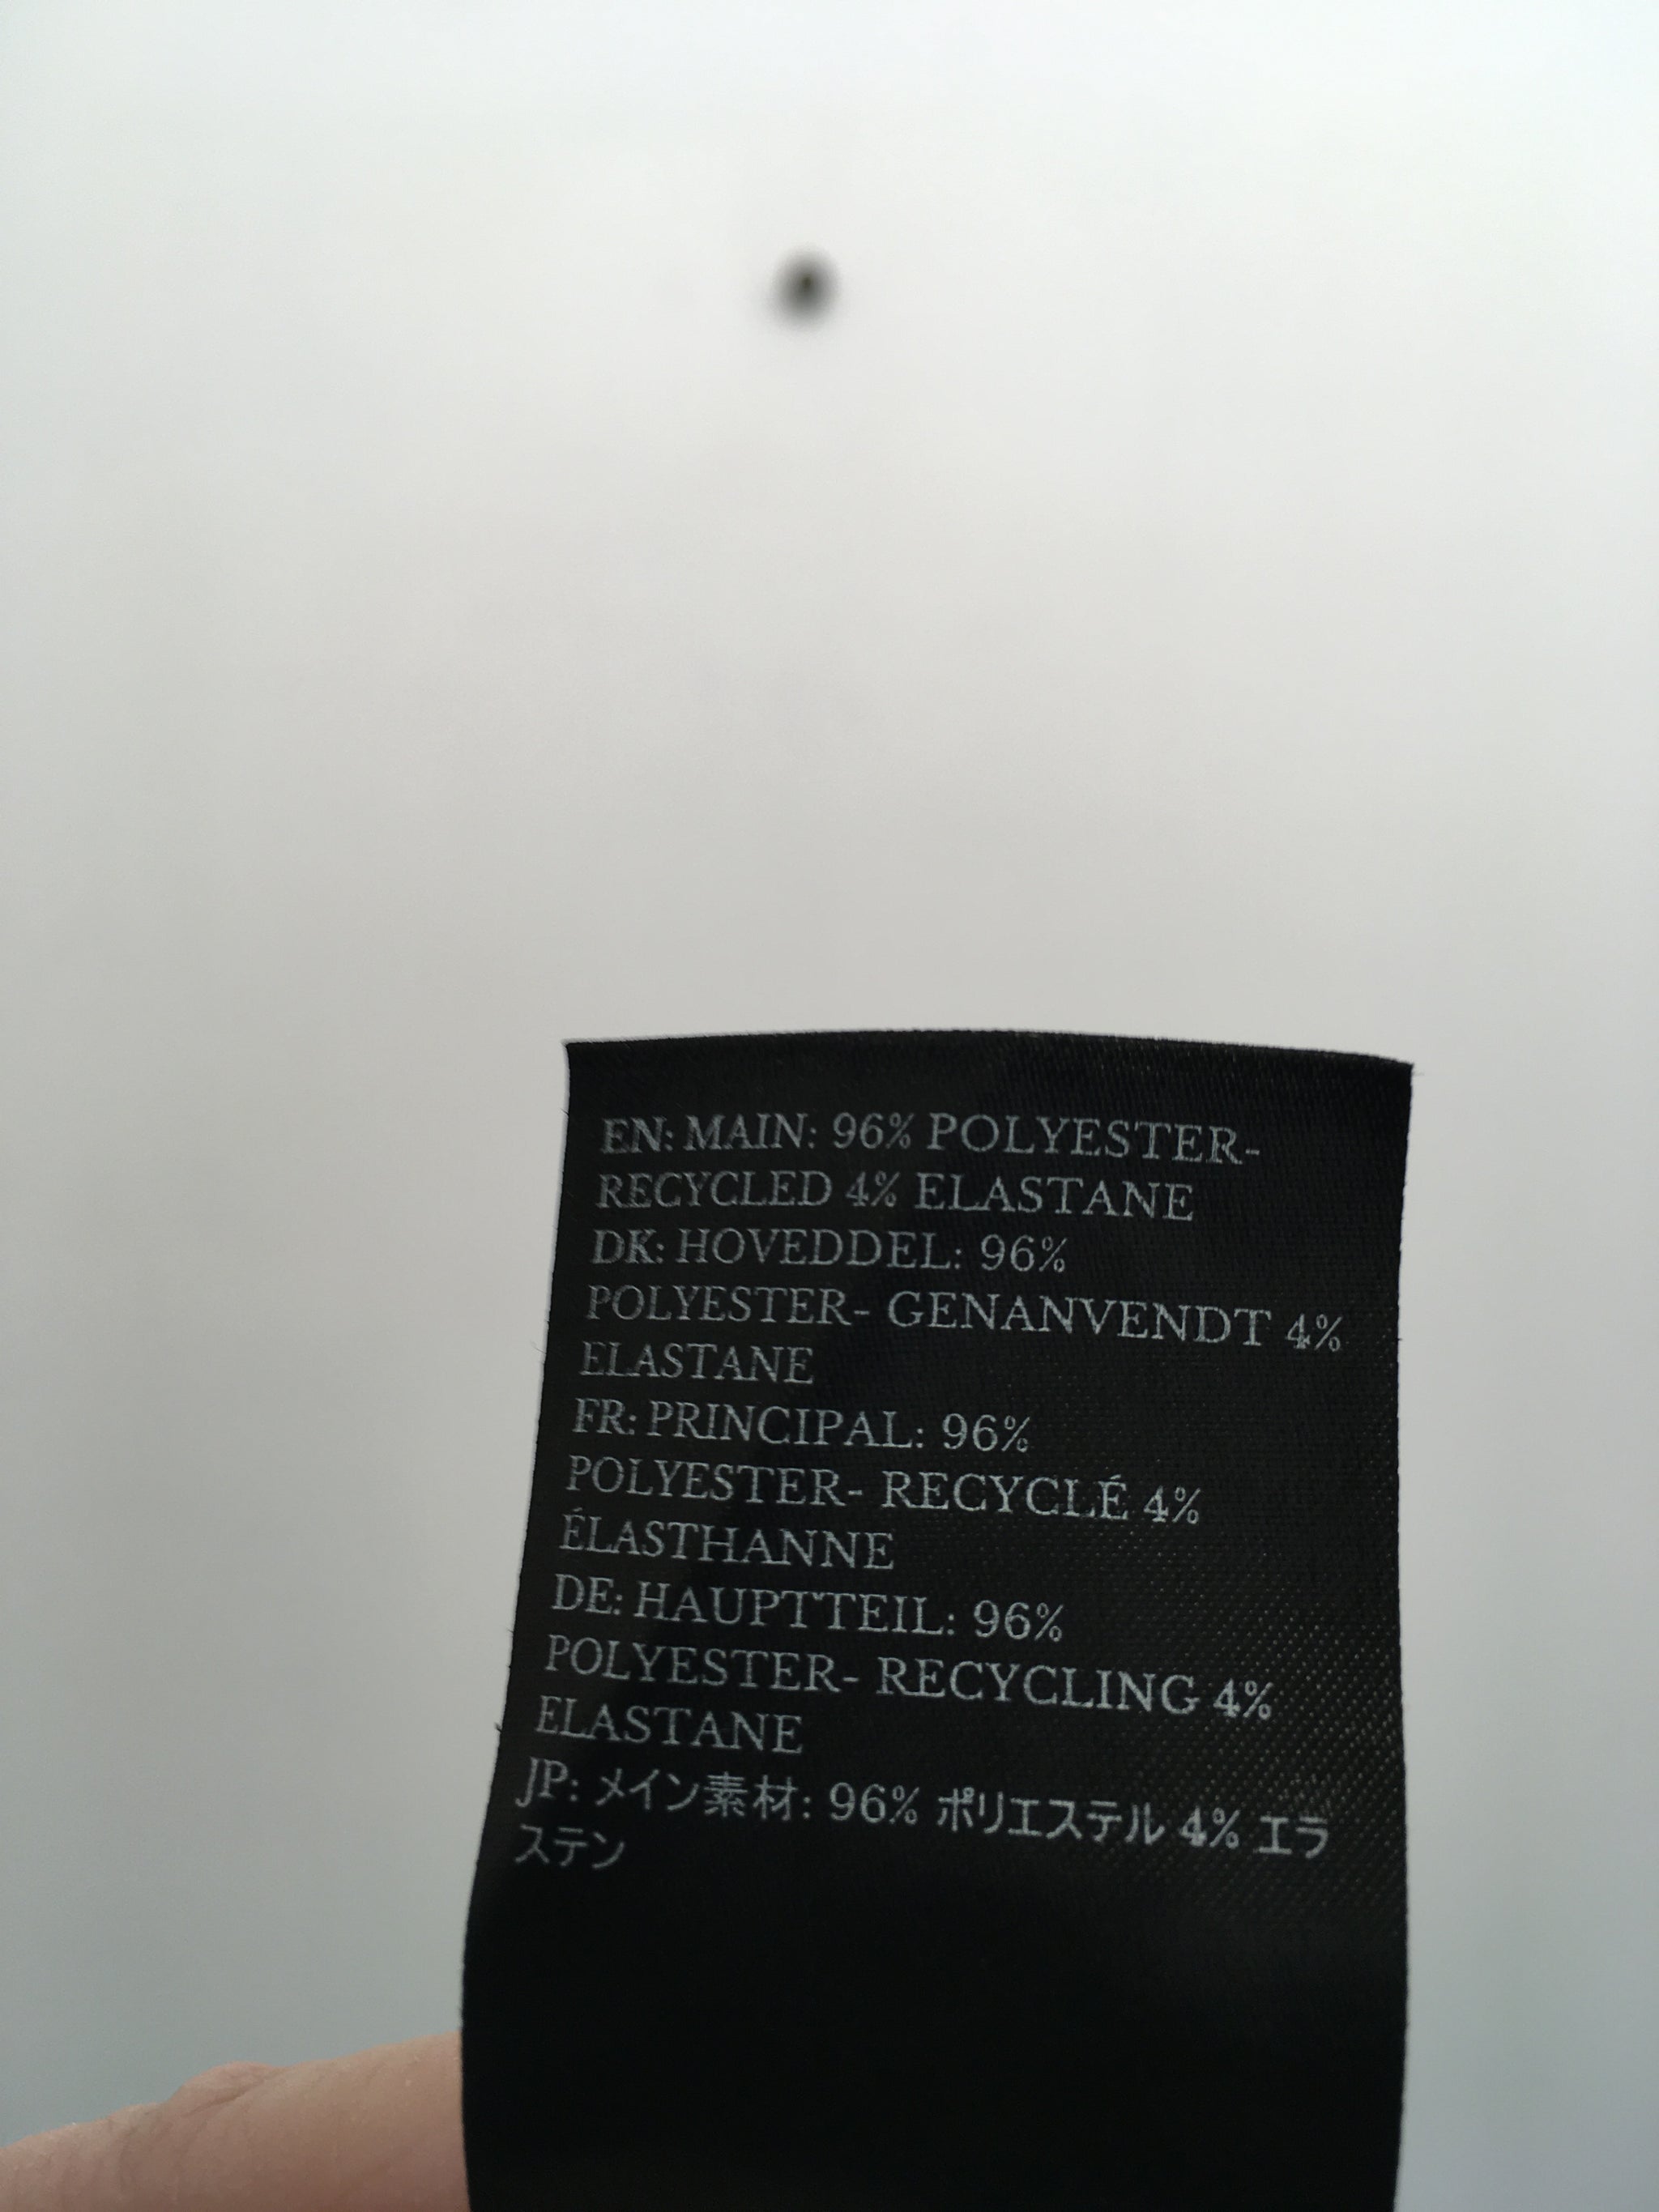 EN: MAIN: 96% POLYESTER-
RECYCLED 4% ELASTANE
DK: HOVEDDEL: 96%
POLYESTER- GENANVENDT 4%
ELASTANE
FR: PRINCIPAL: 96%
POLYESTER- RECYCLÉ 4%
ÉLASTHANNE
DE: HAUPTTEIL: 96%
POLYESTER- RECYCLING 4%
ELASTANE
JP: メイン素材: 96% ポリエステル 4% エラ
ステン